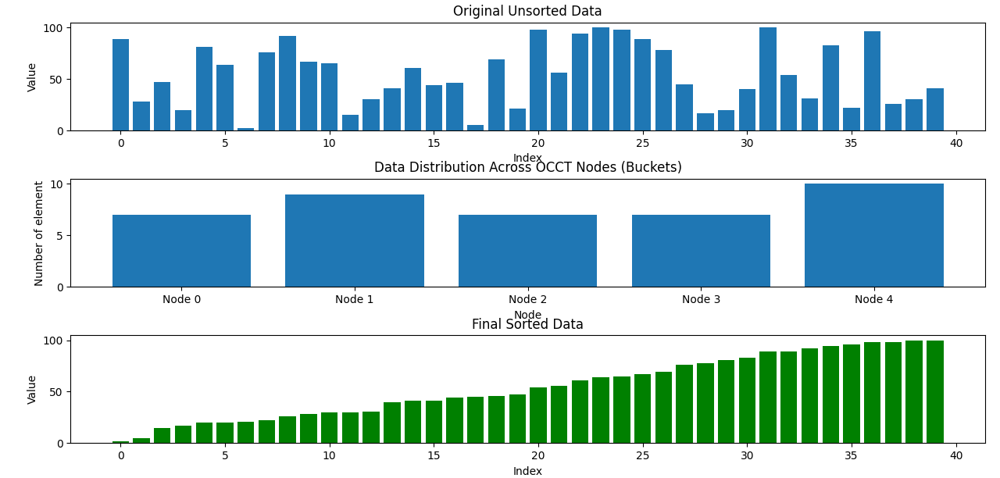 Original Unsorted Data
100
50
0
Value
0 5 10 15 20 25 30 35 40
Index
Data Distribution Across OCCT Nodes (Buckets)
10
5
0
Number of element
Node 0 Node 1 Node 2 Node 3 Node 4
Node
Final Sorted Data
100
50
0
Value
0 5 10 15 20 25 30 35 40
Index